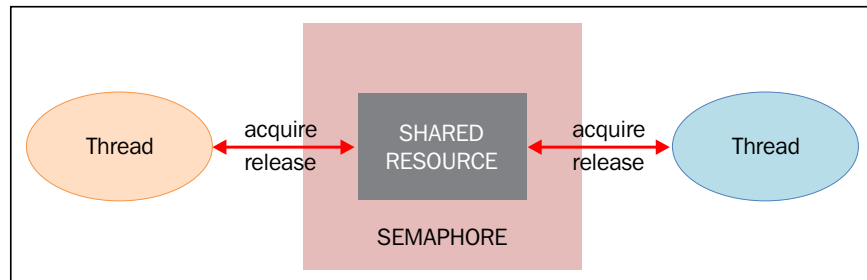 Thread
acquire
release
SHARED
RESOURCE
acquire
release
Thread
SEMAPHORE